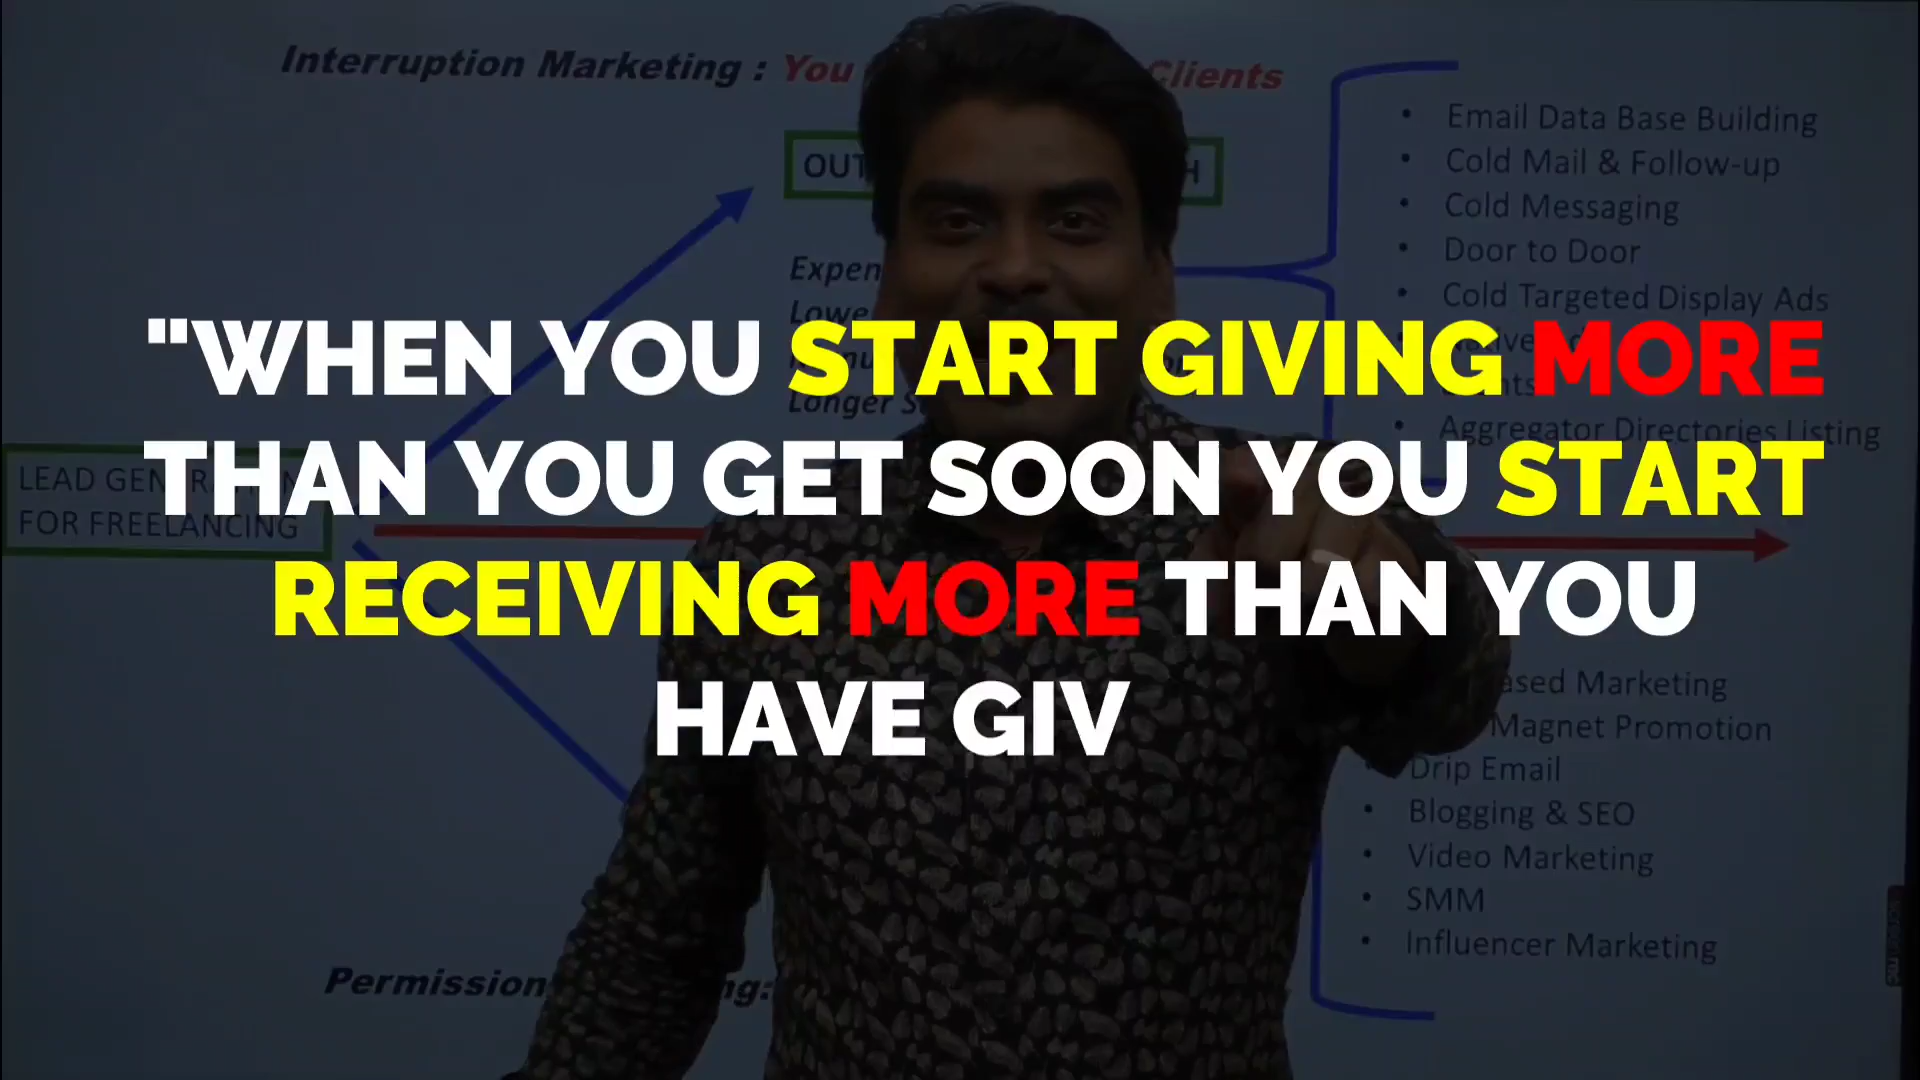 Interruption Marketing : You Clients
Email Data Base Building
Cold Mail & Follow-up
Cold Messaging
Door to Door
Cold Targeted Display Ads
Aggregator Directories Listing
"WHEN YOU START GIVING MORE
THAN YOU GET SOON YOU START
RECEIVING MORE THAN YOU
HAVE GIV
Longer
LEAD
FOR FREELANCING
Marketing
Magnet Promotion
Drip Email
Blogging & SEO
Video Marketing
SMM
Influencer Marketing
Permission